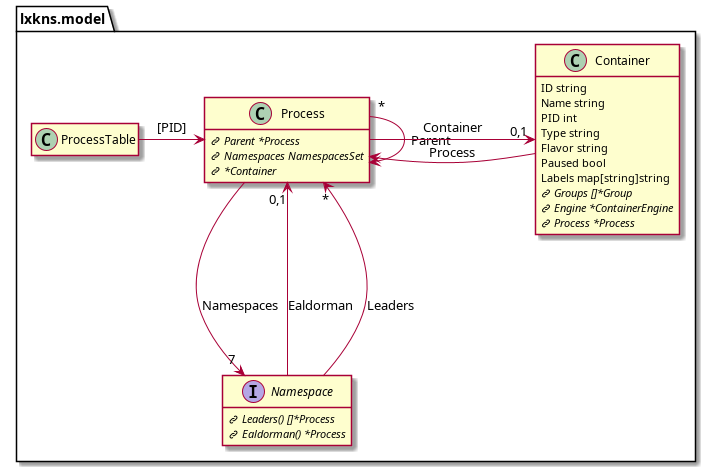 lxkns.model
C Container
ID string
Name string
PID int
Type string
Flavor string
Paused bool
Labels map[string]string
Groups []*Group
Engine *ContainerEngine
Process *Process
C ProcessTable
[PID]
C Process
Parent *Process
Namespaces NamespacesSet
*Container
*
Parent
Container
0,1
Process
0,1
*
Namespaces
Ealdorman
Leaders
7
I Namespace
Leaders() []*Process
Ealdorman() *Process